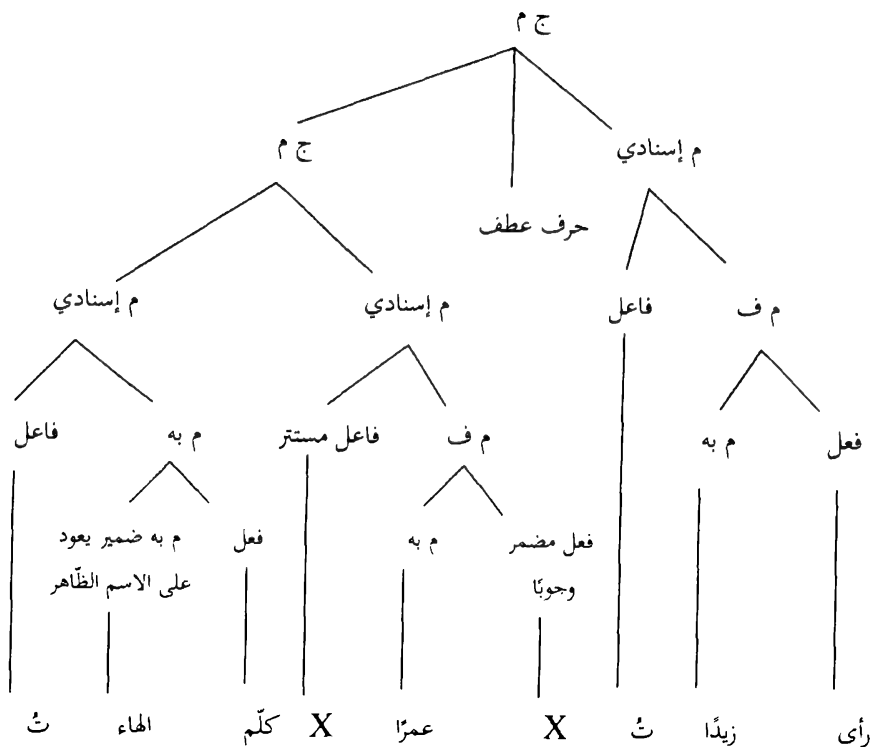 ج م
م إسنادي
ج م
حرف عطف
م ف
فاعل
م إسنادي
م إسنادي
فعل
م به
م ف
فاعل مستتر
م به
فاعل
فعل مضمر
وجوبًا
م به
فعل
م به ضمير يعود
على الاسم الظّاهر
رأى
زيدًا
تُ
X
عمرًا
X
كلّم
الهاء
تُ